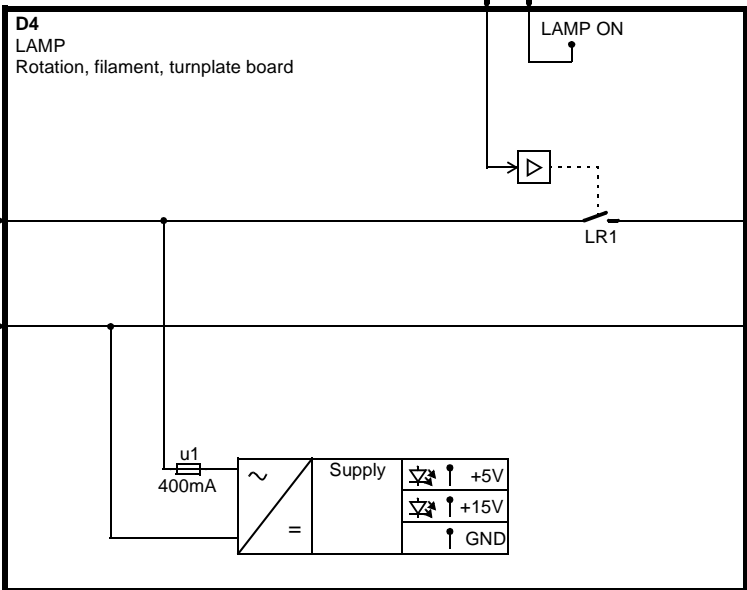 D4
LAMP
Rotation, filament, turnplate board
LAMP ON
LR1
u1
400mA
Supply
+5V
+15V
GND